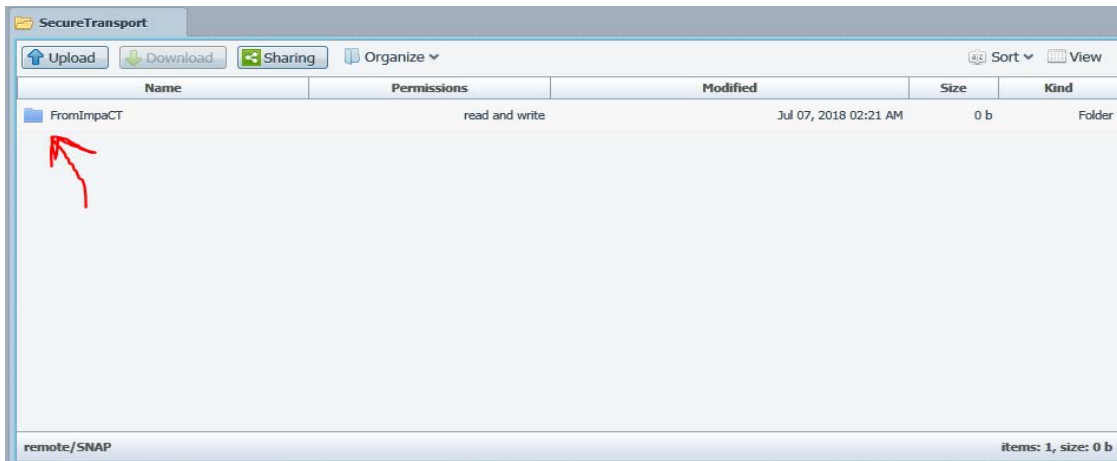 SecureTransport
Upload Download Sharing Organize Sort View
Name Permissions Modified Size Kind
FromImpaCT read and write Jul 07, 2018 02:21 AM 0 b Folder
remote/SNAP items: 1, size: 0 b